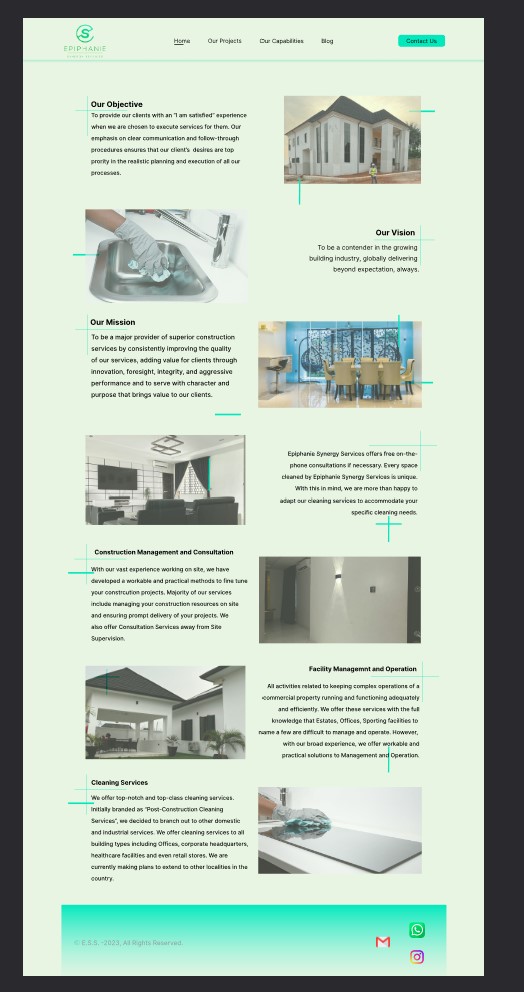 EPIPHANIE
Home
Our Projects
Our Capabilities
Blog
Contact Us
Our Objective
To provide our clients with an "I am satisfied" experience
when we are chosen to execute services for them. Our
emphasis on clear communication and follow-through
procedures ensures that our client's desires are top
prority in the realistic planning and execution of all our
processes.
Our Vision
To be a contender in the growing
building industry, globally delivering
beyond expectation, always.
Our Mission
To be a major provider of superior construction
services by consistently improving the quality
of our services, adding value for clients through
innovation, foresight, integrity, and aggressive
performance and to serve with character and
purpose that brings value to our clients.
Epiphanie Synergy Services offers free on-the-
phone consultations if necessary. Every space
cleaned by Epiphanie Synergy Services is unique.
With this in mind, we are more than happy to
adapt our cleaning services to accommodate your
specific cleaning needs.
Construction Management and Consultation
With our vast experience working on site, we have
developed a workable and practical methods to fine tune
your constrcution projects. Majority of our services
include managing your construction resources on site
and ensuring prompt delivery of your projects. We
also offer Consultation Services away from Site
Supervision.
Facility Managemnt and Operation
All activities related to keeping complex operations of a
commercial property running and functioning adequately
and efficiently. We offer these services with the full
knowledge that Estates, Offices, Sporting facilities to
name a few are difficult to manage and operate. However,
with our broad experience, we offer workable and
practical solutions to Management and Operation.
Cleaning Services
We offer top-notch and top-class cleaning services.
Initially branded as "Post-Construction Cleaning
Services", we decided to branch out to other domestic
and industrial services. We offer cleaning services to all
building types including Offices, corporate headquarters,
healthcare facilities and even retail stores. We are
currently making plans to extend to other localities in the
country.
© E.S.S. -2023, All Rights Reserved.